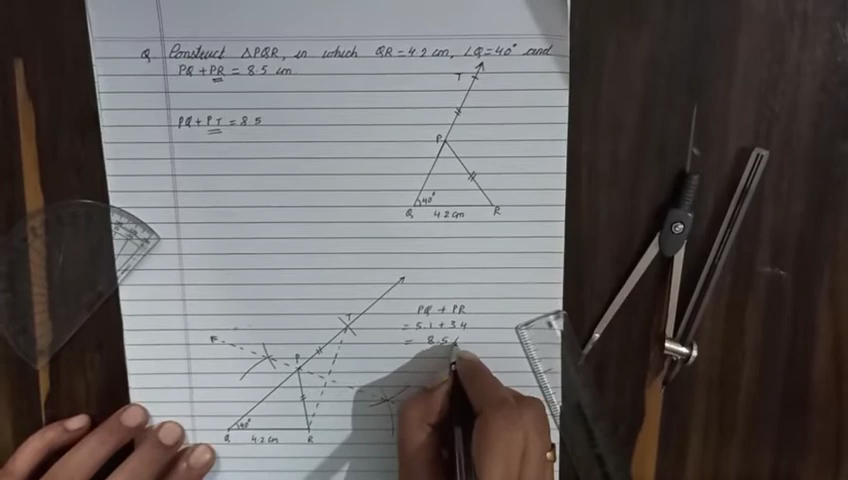 Q Construct △PQR, in which QR = 4.2 cm, ∠Q = 40° and
PQ + PR = 8.5 cm
PQ + PT = 8.5
T
P
40°
Q 4.2 cm R
T
P
40°
Q 4.2 cm R
PQ + PR
= 5.1 + 3.4
= 8.5